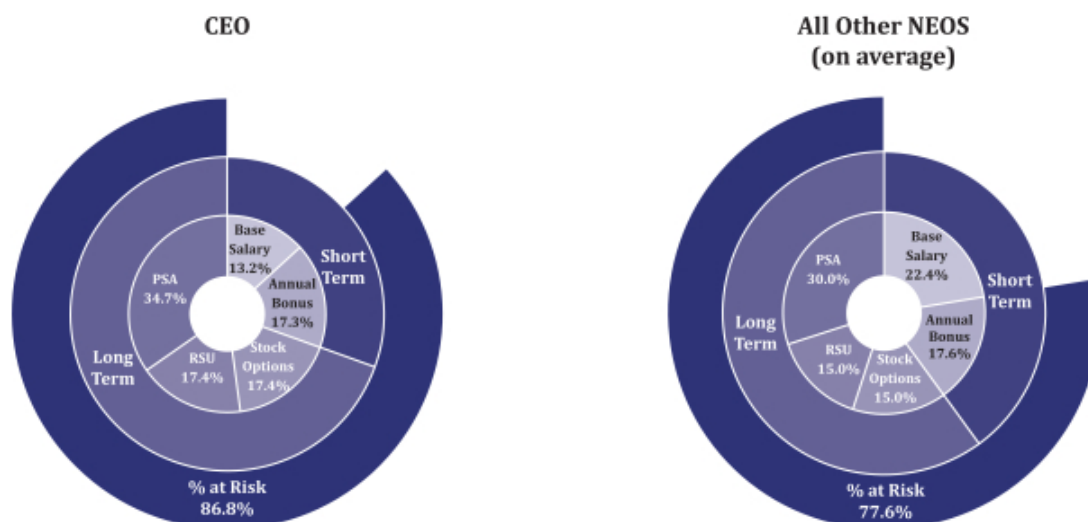 CEO
Base
Salary
13.2%
Annual
Bonus
17.3%
Stock
Options
17.4%
RSU
17.4%
PSA
34.7%
Short
Term
Long
Term
% at Risk
86.8%
All Other NEOS
(on average)
Base
Salary
22.4%
Annual
Bonus
17.6%
Stock
Options
15.0%
RSU
15.0%
PSA
30.0%
Short
Term
Long
Term
% at Risk
77.6%